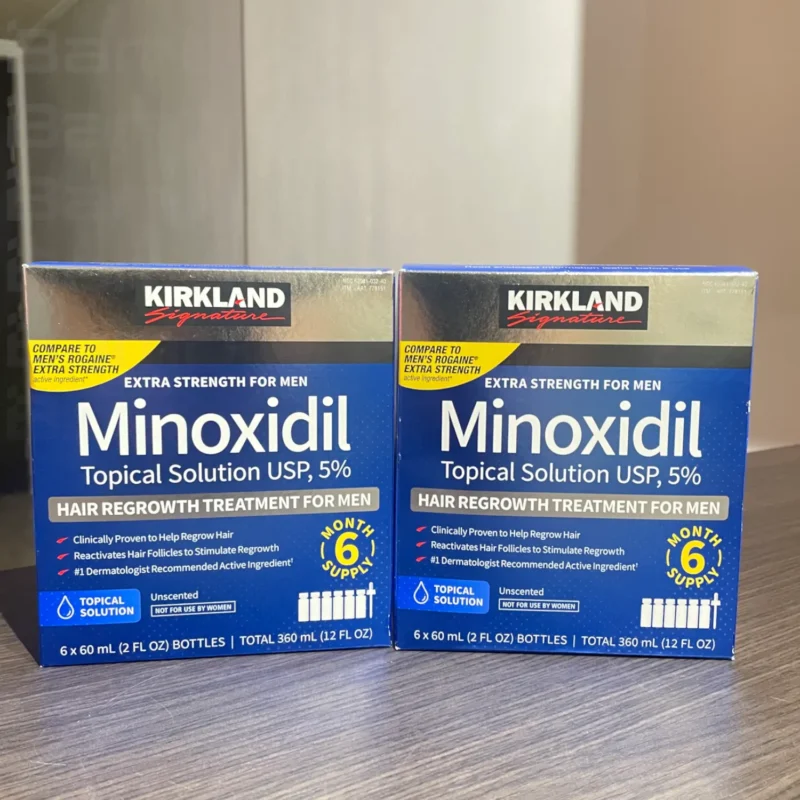 KIRKLAND
Signature
COMPARE TO
MEN'S ROGAINE®
EXTRA STRENGTH
active ingredient*
EXTRA STRENGTH FOR MEN
Minoxidil
Topical Solution USP, 5%
HAIR REGROWTH TREATMENT FOR MEN
Clinically Proven to Help Regrow Hair
Reactivates Hair Follicles to Stimulate Regrowth
#1 Dermatologist Recommended Active Ingredient†
MONTH
6
SUPPLY
TOPICAL
SOLUTION
Unscented
NOT FOR USE BY WOMEN
6 x 60 mL (2 FL OZ) BOTTLES | TOTAL 360 mL (12 FL OZ)
KIRKLAND
Signature
COMPARE TO
MEN'S ROGAINE®
EXTRA STRENGTH
active ingredient*
EXTRA STRENGTH FOR MEN
Minoxidil
Topical Solution USP, 5%
HAIR REGROWTH TREATMENT FOR MEN
Clinically Proven to Help Regrow Hair
Reactivates Hair Follicles to Stimulate Regrowth
#1 Dermatologist Recommended Active Ingredient†
MONTH
6
SUPPLY
TOPICAL
SOLUTION
Unscented
NOT FOR USE BY WOMEN
6 x 60 mL (2 FL OZ) BOTTLES | TOTAL 360 mL (12 FL OZ)